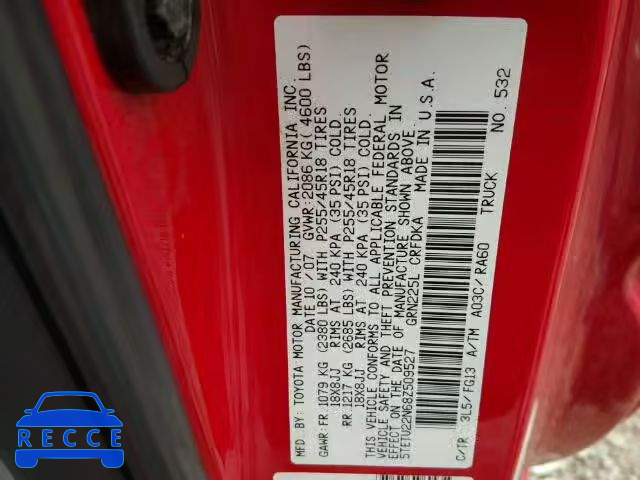 MFD. BY: TOYOTA MOTOR MANUFACTURING CALIFORNIA, INC.
DATE 10 /07 GVWR: 2086 KG( 4600 LBS)
GAWR: FR 1079 KG (2380 LBS) WITH P255/45R18 TIRES
18X8JJ RIMS AT 240 KPA (35 PSI) COLD.
RR 1217 KG (2685 LBS) WITH P255/45R18 TIRES
18X8JJ RIMS AT 240 KPA (35 PSI) COLD.
THIS VEHICLE CONFORMS TO ALL APPLICABLE FEDERAL MOTOR
VEHICLE SAFETY AND THEFT PREVENTION STANDARDS IN
EFFECT ON THE DATE OF MANUFACTURE SHOWN ABOVE.
5TETU22N68Z509527 GRN225L CRFDKA MADE IN U.S.A.
C/TR 3L5/FG13 A/TM A03C/RA60 TRUCK NO. 532
AUTOBIDMASTER